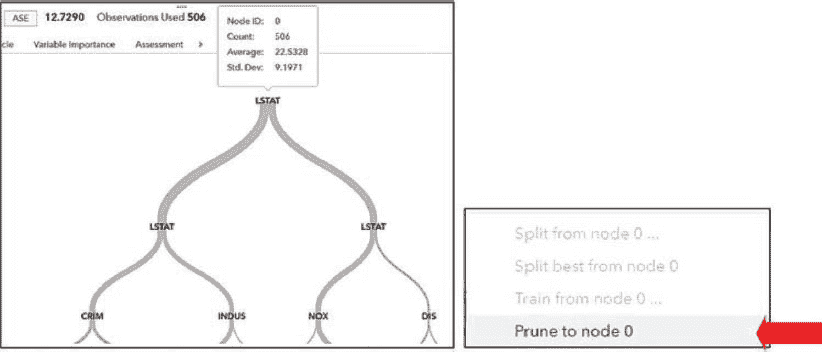 ASE 12.7290 Observations Used 506
cle Variable Importance Assessment >
Node ID: 0
Count: 506
Average: 22.5328
Std. Dev: 9.1971
LSTAT
LSTAT LSTAT
CRIM INDUS NOX DIS
Split from node 0 ...
Split best from node 0
Train from node 0 ...
Prune to node 0